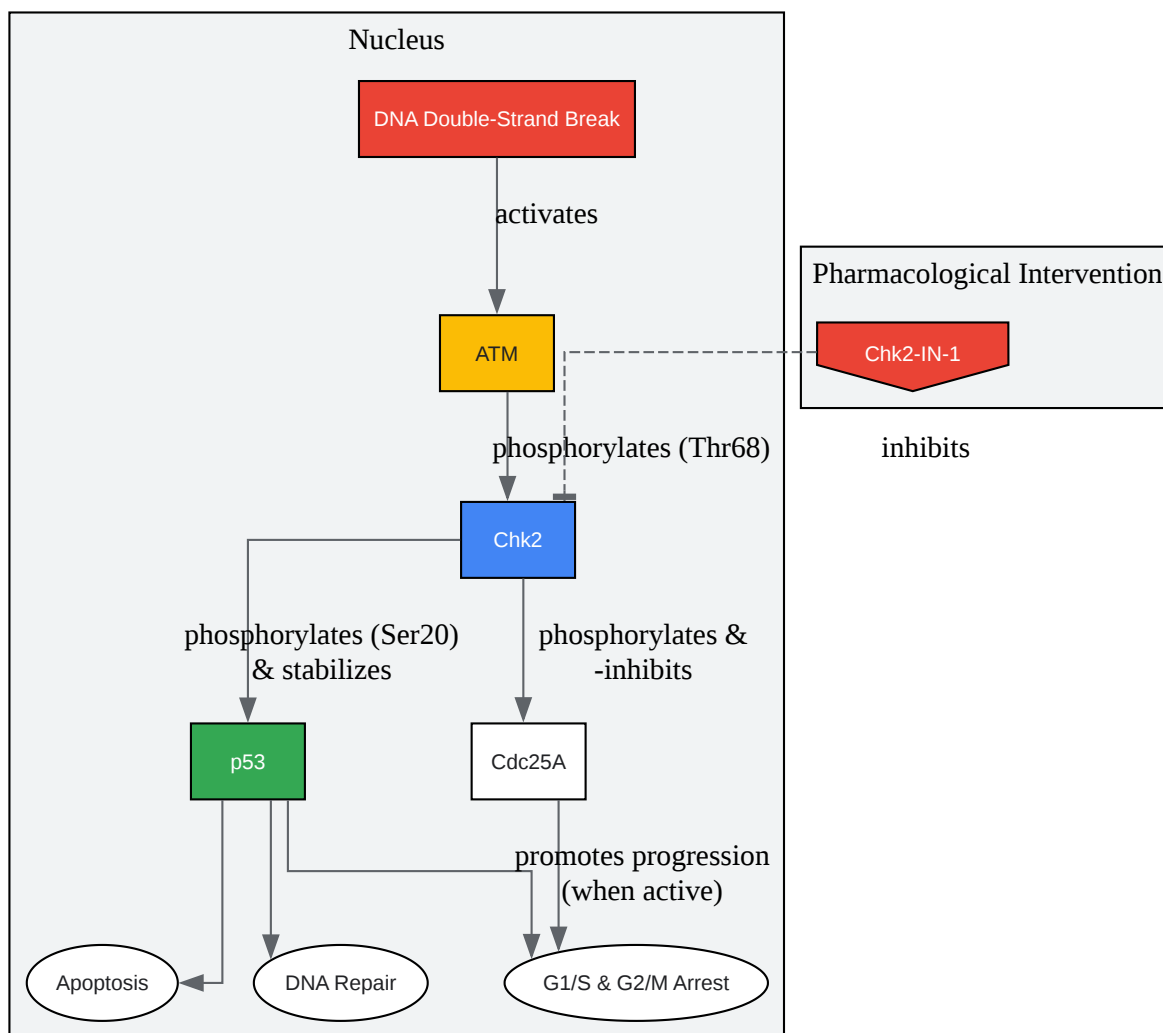 Nucleus
DNA Double-Strand Break
activates
Pharmacological Intervention
Chk2-IN-1
ATM
phosphorylates (Thr68)
inhibits
Chk2
phosphorylates (Ser20)
& stabilizes
phosphorylates &
-inhibits
p53
Cdc25A
promotes progression
(when active)
Apoptosis
DNA Repair
G1/S & G2/M Arrest